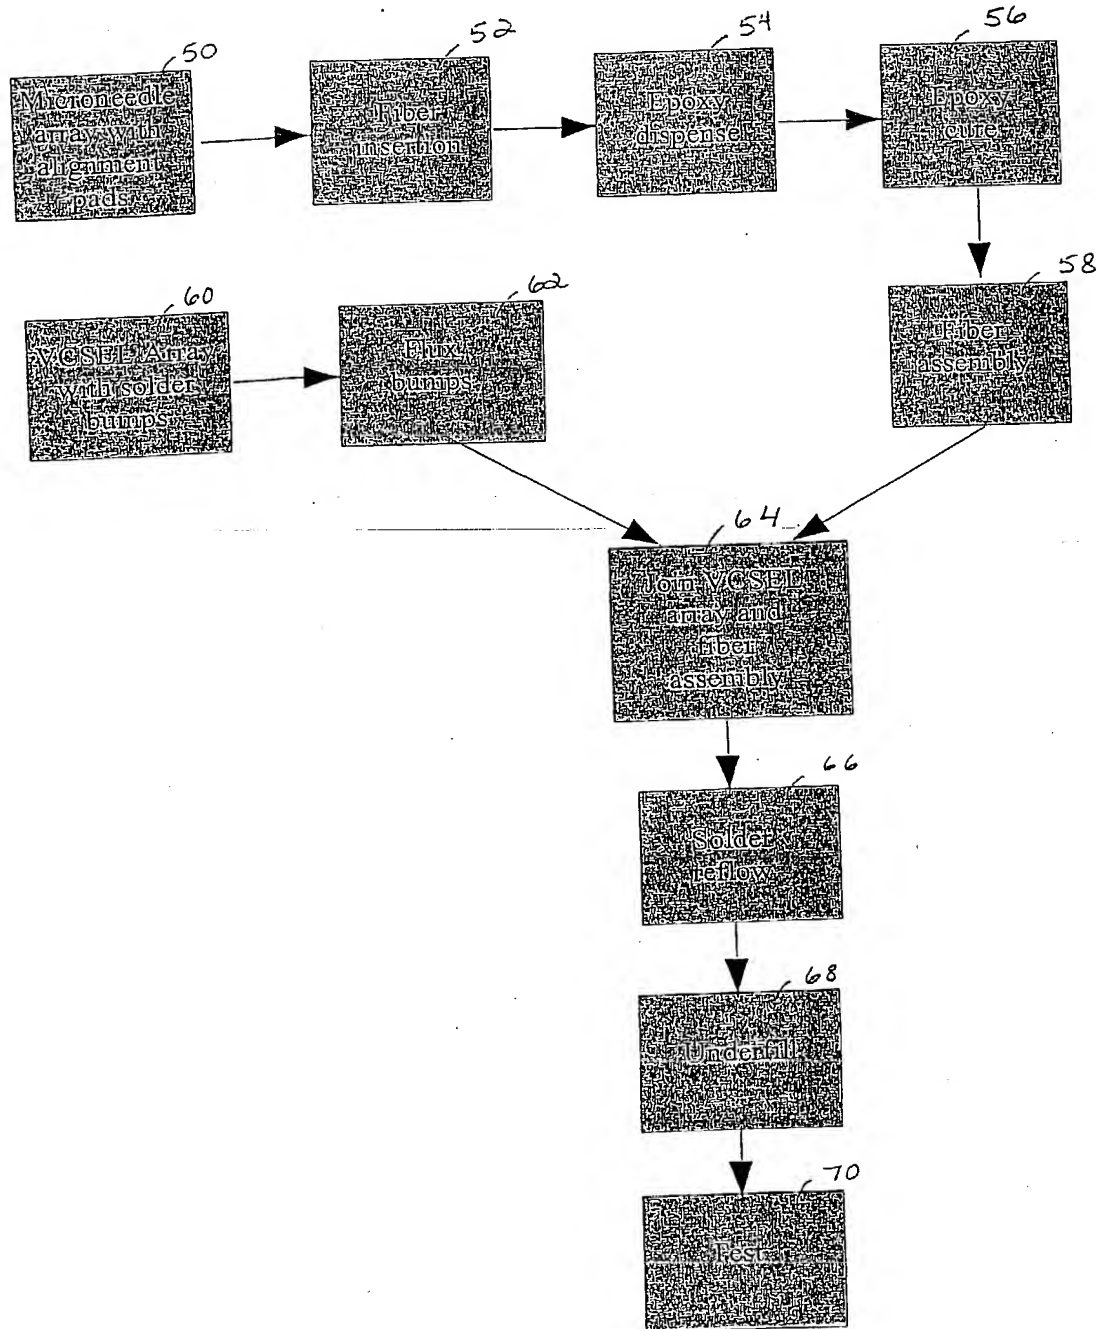 50
Microneedle
array with
alignment
pads
52
Fiber
insertion
54
Epoxy
dispense
56
Epoxy
cure
58
Fiber
assembly
60
VCSEL Array
with solder
bumps
62
Flux
bumps
64
Join VCSEL
array and
fiber
assembly
66
Solder
reflow
68
Underfill
70
Test